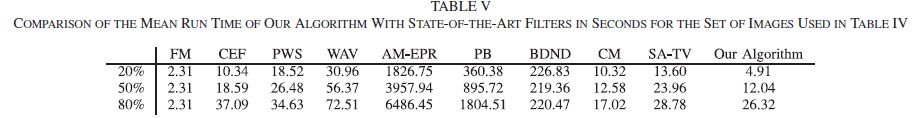 TABLE V
COMPARISON OF THE MEAN RUN TIME OF OUR ALGORITHM WITH STATE-OF-THE-ART FILTERS IN SECONDS FOR THE SET OF IMAGES USED IN TABLE IV
FM CEF PWS WAV AM-EPR PB BDND CM SA-TV Our Algorithm
20% 2.31 10.34 18.52 30.96 1826.75 360.38 226.83 10.32 13.60 4.91
50% 2.31 18.59 26.48 56.37 3957.94 895.72 219.36 12.58 23.96 12.04
80% 2.31 37.09 34.63 72.51 6486.45 1804.51 220.47 17.02 28.78 26.32